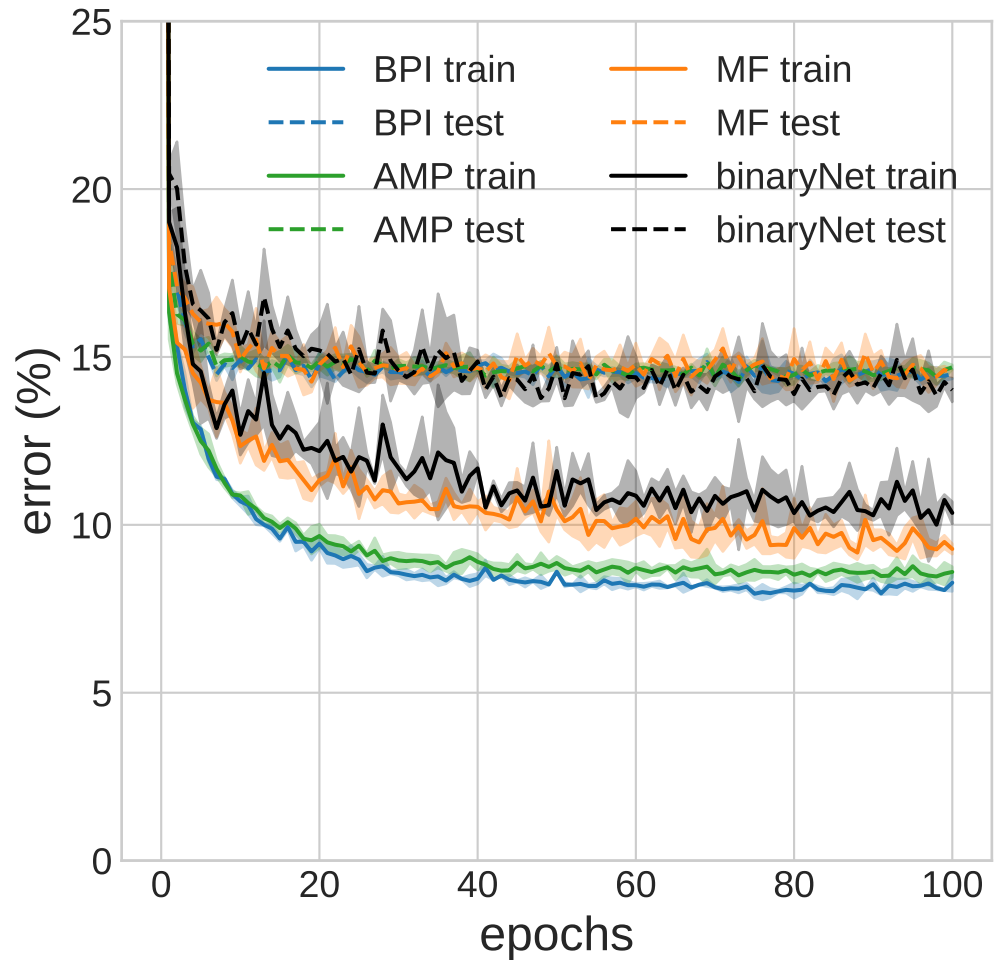 25
20
15
10
5
0
error (%)
BPI train
BPI test
AMP train
AMP test
MF train
MF test
binaryNet train
binaryNet test
0 20 40 60 80 100
epochs